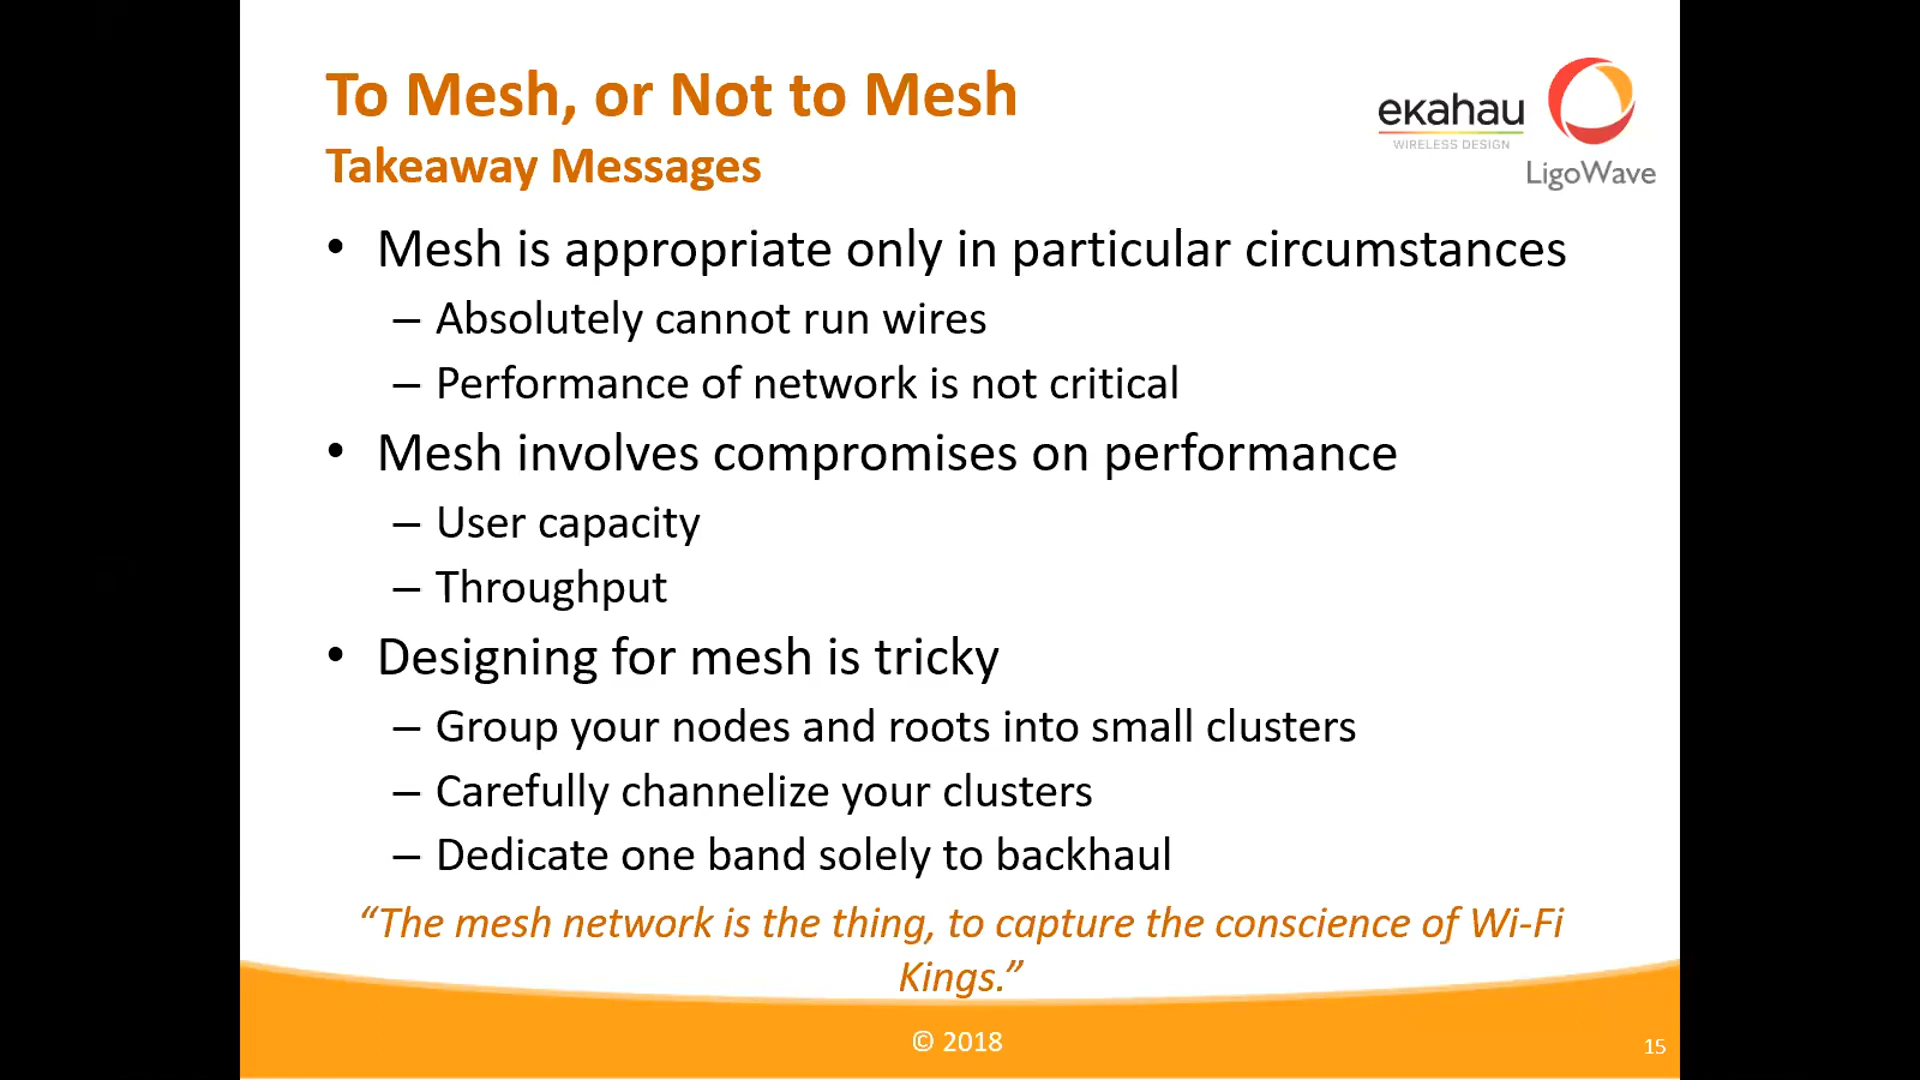 To Mesh, or Not to Mesh
Takeaway Messages
ekahau
WIRELESS DESIGN
LigoWave
• Mesh is appropriate only in particular circumstances
– Absolutely cannot run wires
– Performance of network is not critical
• Mesh involves compromises on performance
– User capacity
– Throughput
• Designing for mesh is tricky
– Group your nodes and roots into small clusters
– Carefully channelize your clusters
– Dedicate one band solely to backhaul
“The mesh network is the thing, to capture the conscience of Wi-Fi
Kings.”
© 2018
15